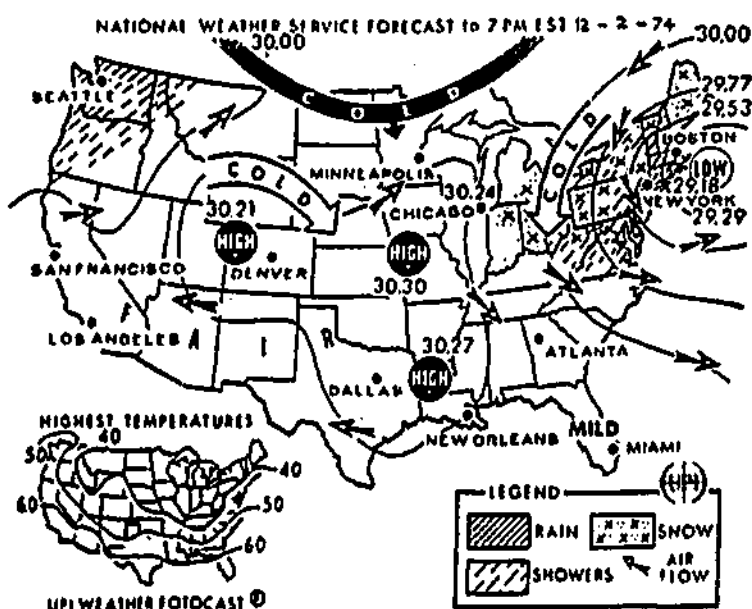 NATIONAL WEATHER SERVICE FORECAST to 7 PM EST 12 - 2 - 74
30.00
30.00
29.77
29.53
SEATTLE
COLD
COLD
COLD
BOSTON
LOW
MINNEAPOLIS
30.24
29.18
NEW YORK
30.21
CHICAGO
29.29
HIGH
HIGH
SAN FRANCISCO
DENVER
30.30
LOS ANGELES
F A I R
30.27
ATLANTA
DALLAS
HIGH
NEW ORLEANS
MILD
MIAMI
HIGHEST TEMPERATURES
40
50
60
40
50
60
UPI WEATHER FOTOCAST ©
UPI
LEGEND
RAIN
SNOW
SHOWERS
AIR FLOW